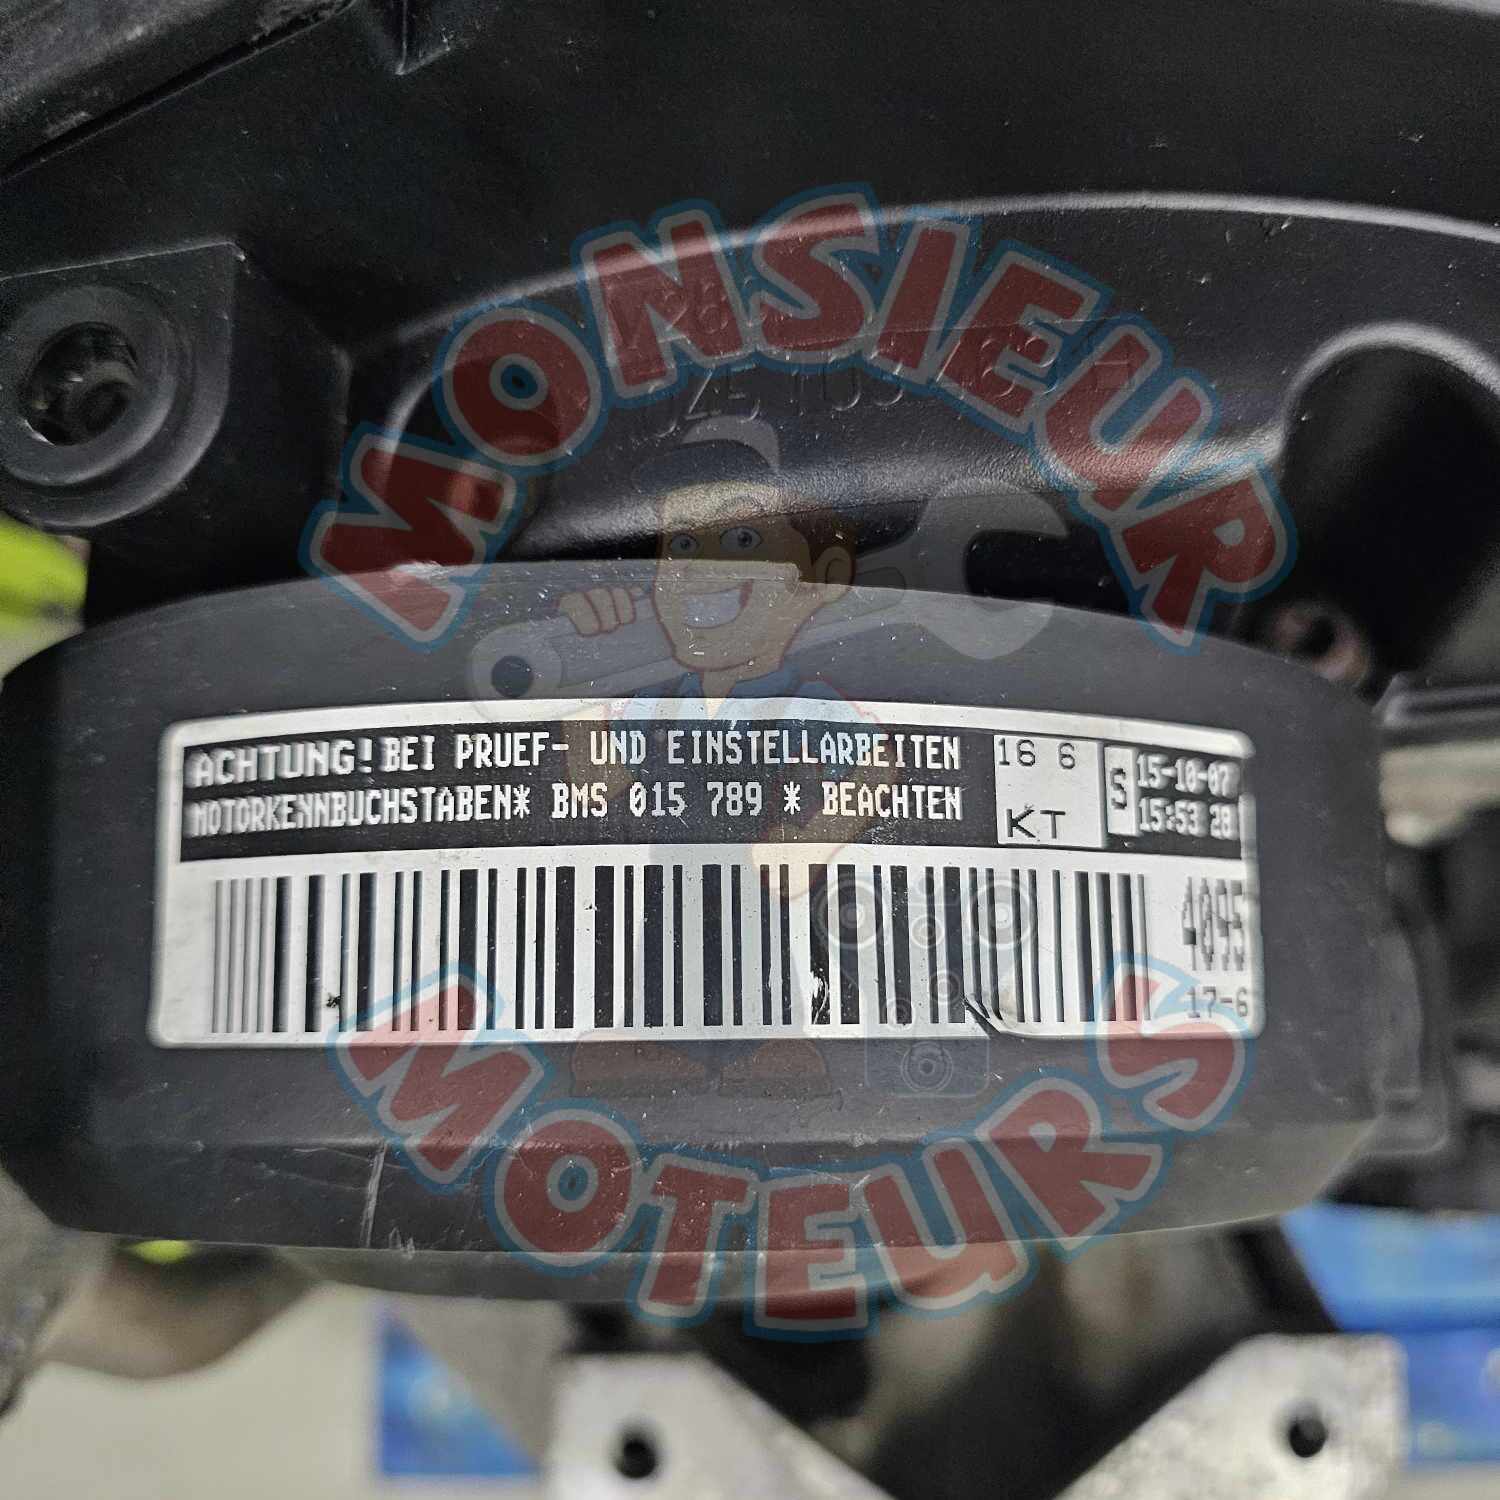 MONSIEUR
ACHTUNG! BEI PRUEF- UND EINSTELLARBEITEN
MOTORKENNBUCHSTABEN* BMS 015 789 * BEACHTEN
16 6
KT
S
15-10-07
15:53 28
4095
17-6
MOTEURS